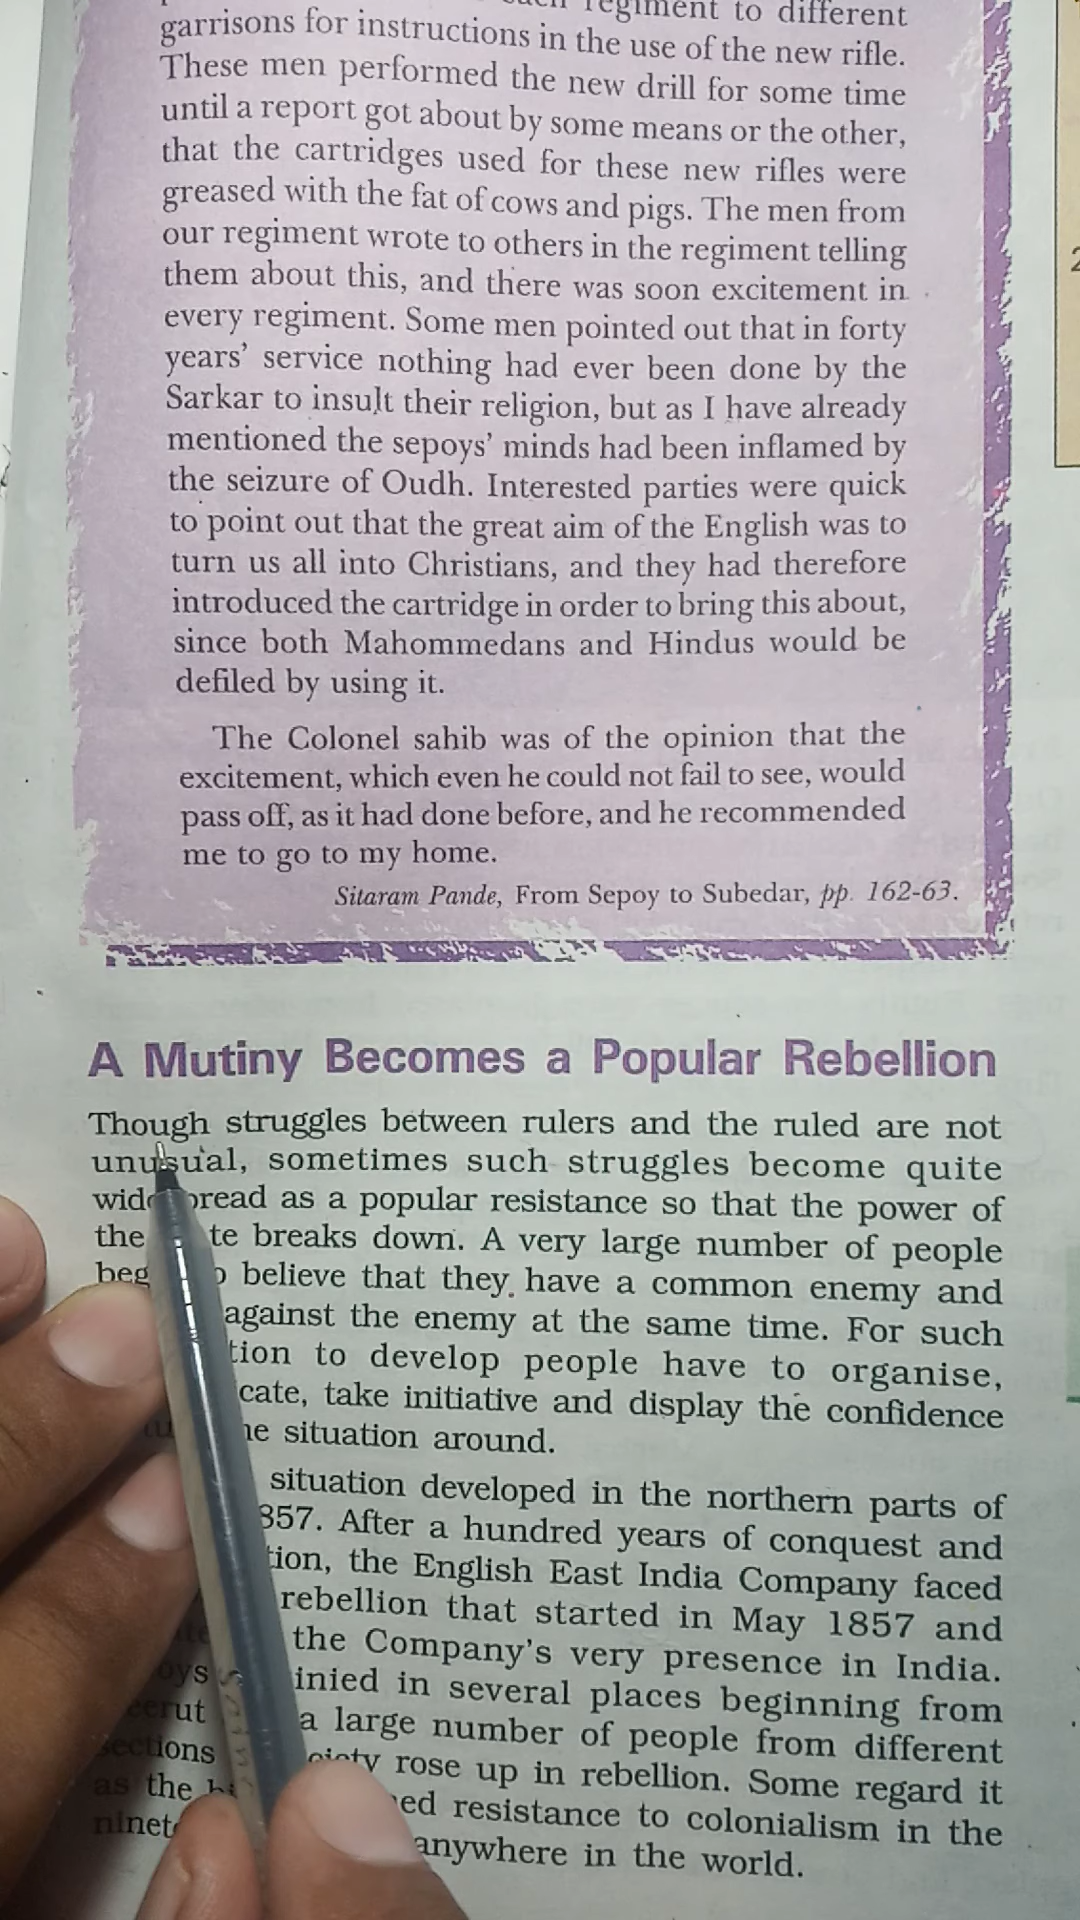 regiment to different
garrisons for instructions in the use of the new rifle.
These men performed the new drill for some time
until a report got about by some means or the other,
that the cartridges used for these new rifles were
greased with the fat of cows and pigs. The men from
our regiment wrote to others in the regiment telling
them about this, and there was soon excitement in
every regiment. Some men pointed out that in forty
years' service nothing had ever been done by the
Sarkar to insult their religion, but as I have already
mentioned the sepoys' minds had been inflamed by
the seizure of Oudh. Interested parties were quick
to point out that the great aim of the English was to
turn us all into Christians, and they had therefore
introduced the cartridge in order to bring this about,
since both Mahommedans and Hindus would be
defiled by using it.
The Colonel sahib was of the opinion that the
excitement, which even he could not fail to see, would
pass off, as it had done before, and he recommended
me to go to my home.
Sitaram Pande, From Sepoy to Subedar, pp. 162-63.
A Mutiny Becomes a Popular Rebellion
Though struggles between rulers and the ruled are not
unusual, sometimes such struggles become quite
as a popular resistance so that the power of
the breaks down. A very large number of people
believe that they have a common enemy and
against the enemy at the same time. For such
to develop people have to organise,
take initiative and display the confidence
situation around.
situation developed in the northern parts of
After a hundred years of conquest and
the English East India Company faced
rebellion that started in May 1857 and
the Company's very presence in India.
in several places beginning from
a large number of people from different
sections rose up in rebellion. Some regard it
as the resistance to colonialism in the
anywhere in the world.
2